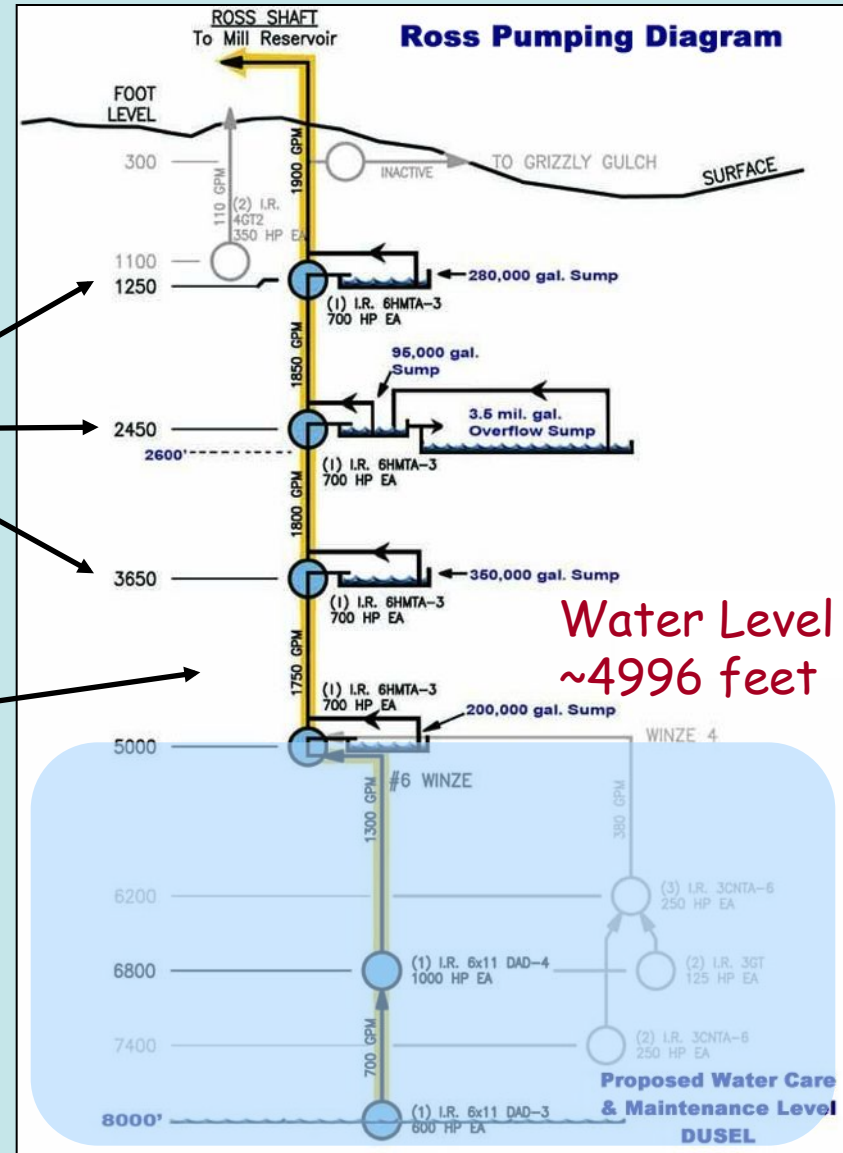 ROSS SHAFT
To Mill Reservoir
Ross Pumping Diagram
FOOT
LEVEL
300
1900 GPM
INACTIVE
TO GRIZZLY GULCH
SURFACE
110 GPM
(2) I.R.
4GT2
350 HP EA
1100
1250
280,000 gal. Sump
(1) I.R. 6HMTA-3
700 HP EA
1850 GPM
95,000 gal.
Sump
3.5 mil. gal.
Overflow Sump
2450
2600'
(1) I.R. 6HMTA-3
700 HP EA
1800 GPM
3650
350,000 gal. Sump
(1) I.R. 6HMTA-3
700 HP EA
Water Level
~4996 feet
1750 GPM
(1) I.R. 6HMTA-3
700 HP EA
200,000 gal. Sump
5000
WINZE 4
#6 WINZE
1300 GPM
380 GPM
6200
(3) I.R. 3CNTA-6
250 HP EA
6800
(1) I.R. 6x11 DAD-4
1000 HP EA
(2) I.R. 3GT
125 HP EA
7400
700 GPM
(2) I.R. 3CNTA-6
250 HP EA
Proposed Water Care
& Maintenance Level
DUSEL
8000'
(1) I.R. 6x11 DAD-3
600 HP EA